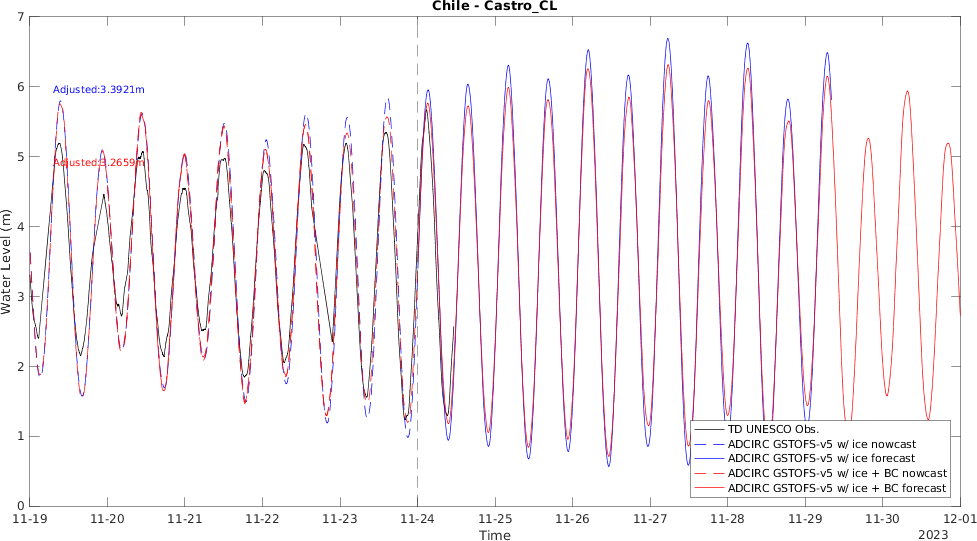 Chile - Castro_CL
7
6
5
4
3
2
1
0
Water Level (m)
Adjusted:3.3921m
Adjusted:3.2659m
TD UNESCO Obs.
ADCIRC GSTOFS-v5 w/ ice nowcast
ADCIRC GSTOFS-v5 w/ ice forecast
ADCIRC GSTOFS-v5 w/ ice + BC nowcast
ADCIRC GSTOFS-v5 w/ ice + BC forecast
11-19 11-20 11-21 11-22 11-23 11-24 11-25 11-26 11-27 11-28 11-29 11-30 12-01
Time
2023